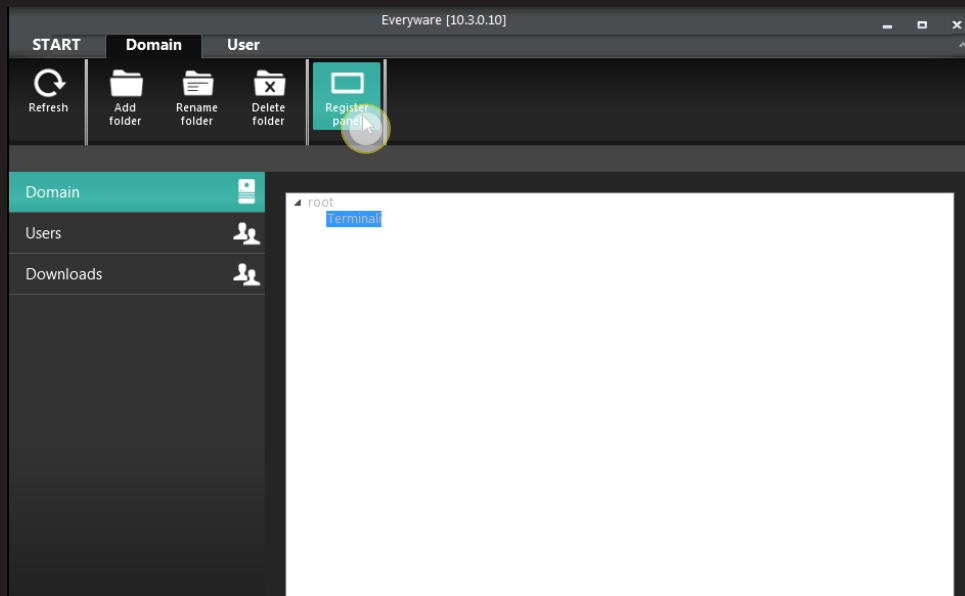 Everyware [10.3.0.10]
START Domain User
Refresh
Add folder
Rename folder
Delete folder
Register panel
Domain
Users
Downloads
root